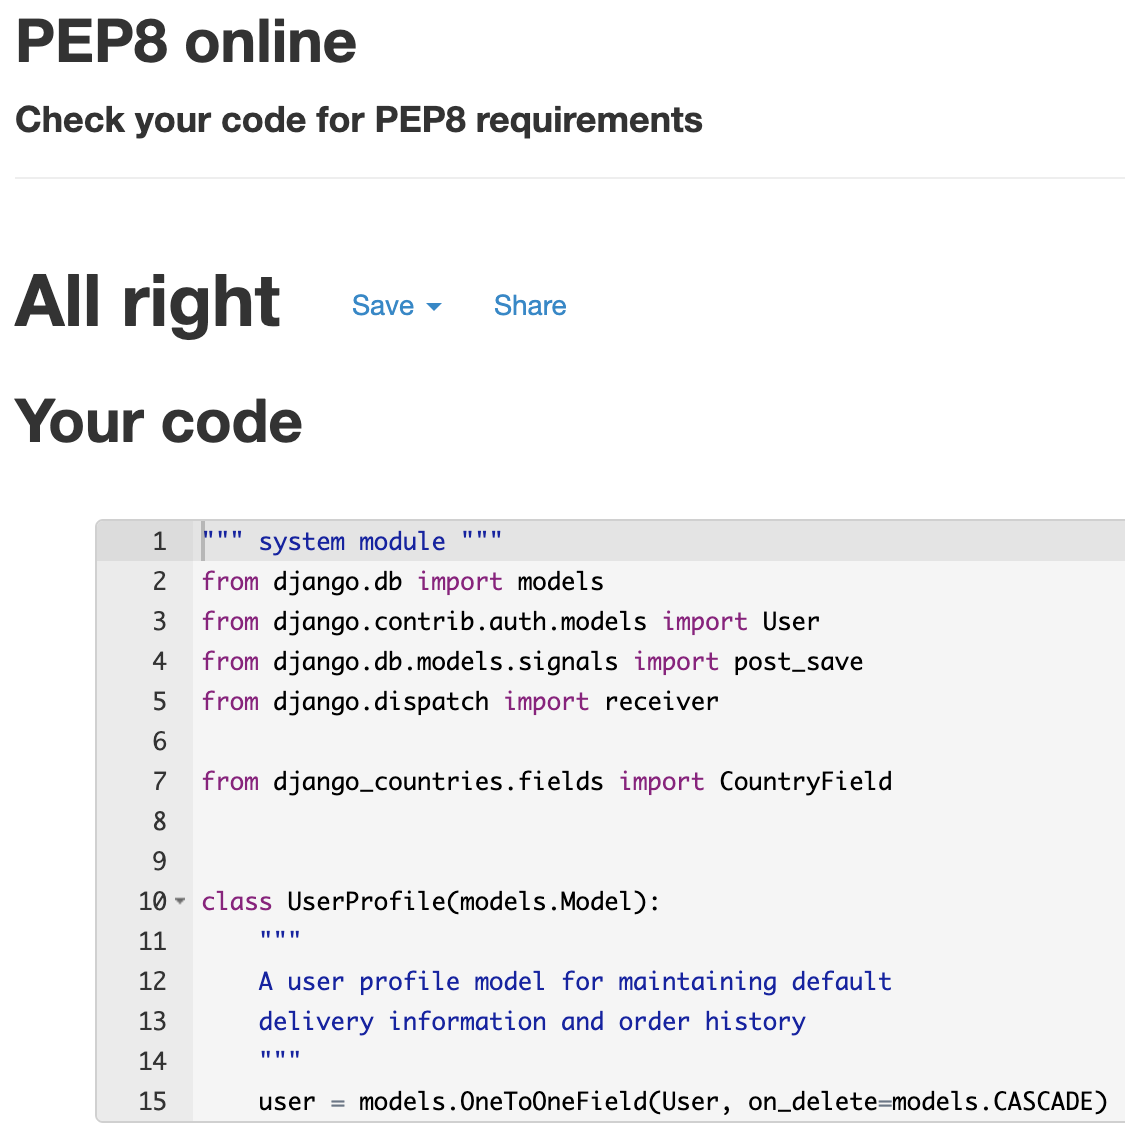 PEP8 online
Check your code for PEP8 requirements
All right Save Share
Your code
1 """ system module """
2 from django.db import models
3 from django.contrib.auth.models import User
4 from django.db.models.signals import post_save
5 from django.dispatch import receiver
6
7 from django_countries.fields import CountryField
8
9
10 class UserProfile(models.Model):
11 """
12 A user profile model for maintaining default
13 delivery information and order history
14 """
15 user = models.OneToOneField(User, on_delete=models.CASCADE)